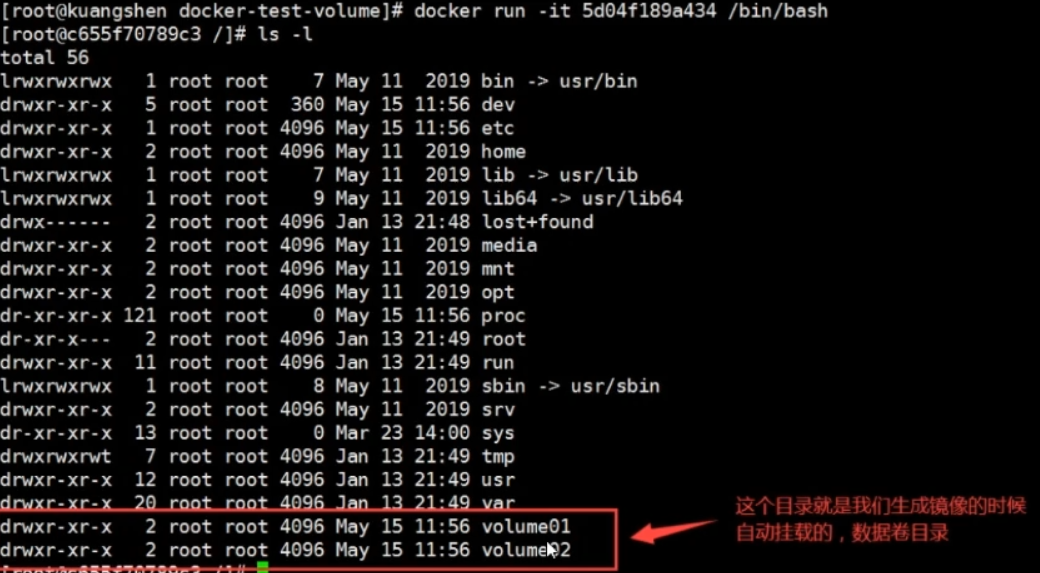 [root@kuangshen docker-test-volume]# docker run -it 5d04f189a434 /bin/bash
[root@c655f70789c3 /]# ls -l
total 56
lrwxrwxrwx   1 root root    7 May 11  2019 bin -> usr/bin
drwxr-xr-x   5 root root  360 May 15 11:56 dev
drwxr-xr-x   1 root root 4096 May 15 11:56 etc
drwxr-xr-x   2 root root 4096 May 11  2019 home
lrwxrwxrwx   1 root root    7 May 11  2019 lib -> usr/lib
lrwxrwxrwx   1 root root    9 May 11  2019 lib64 -> usr/lib64
drwx------   2 root root 4096 Jan 13 21:48 lost+found
drwxr-xr-x   2 root root 4096 May 11  2019 media
drwxr-xr-x   2 root root 4096 May 11  2019 mnt
drwxr-xr-x   2 root root 4096 May 11  2019 opt
dr-xr-xr-x 121 root root    0 May 15 11:56 proc
dr-xr-x---   2 root root 4096 Jan 13 21:49 root
drwxr-xr-x  11 root root 4096 Jan 13 21:49 run
lrwxrwxrwx   1 root root    8 May 11  2019 sbin -> usr/sbin
drwxr-xr-x   2 root root 4096 May 11  2019 srv
dr-xr-xr-x  13 root root    0 Mar 23 14:00 sys
drwxrwxrwt   7 root root 4096 Jan 13 21:49 tmp
drwxr-xr-x  12 root root 4096 Jan 13 21:49 usr
drwxr-xr-x  20 root root 4096 Jan 13 21:49 var
drwxr-xr-x   2 root root 4096 May 15 11:56 volume01
drwxr-xr-x   2 root root 4096 May 15 11:56 volume02
[root@c655f70789c3 /]#
这个目录就是我们生成镜像的时候
自动挂载的，数据卷目录